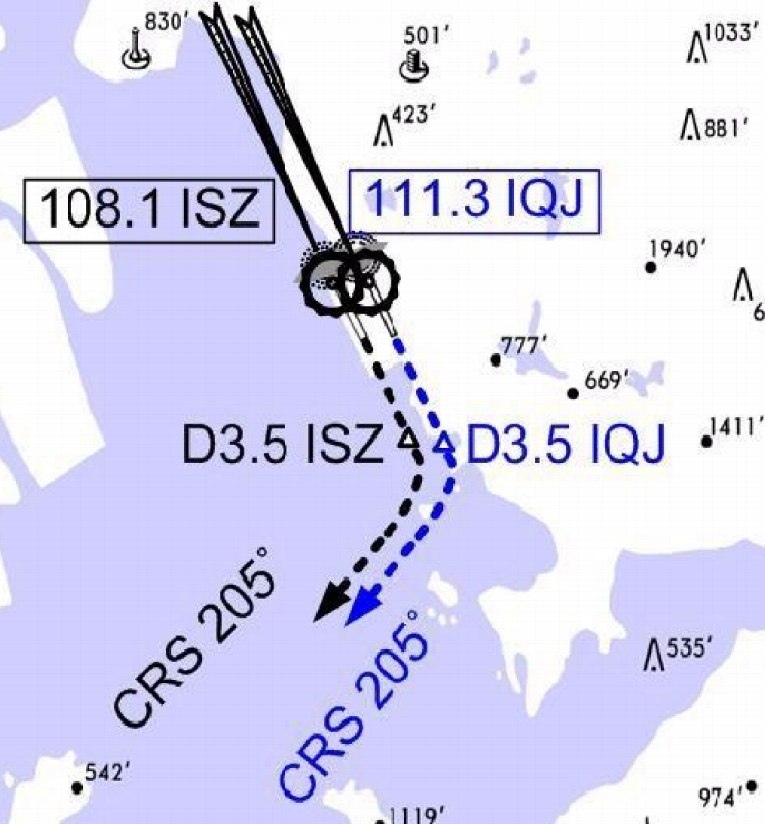 830'
501'
1033'
423'
881'
108.1 ISZ
111.3 IQJ
1940'
6
777'
669'
1411'
D3.5 ISZ
D3.5 IQJ
CRS 205°
CRS 205°
535'
542'
974'
1119'